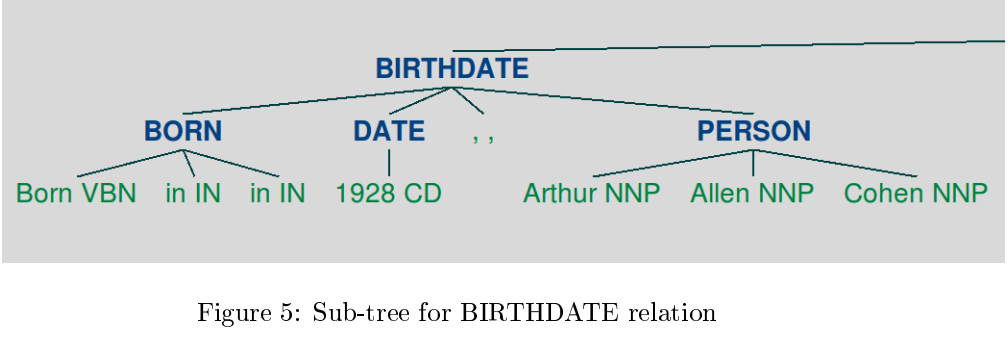 BIRTHDATE
BORN DATE , , PERSON
Born VBN in IN in IN 1928 CD Arthur NNP Allen NNP Cohen NNP
Figure 5: Sub-tree for BIRTHDATE relation